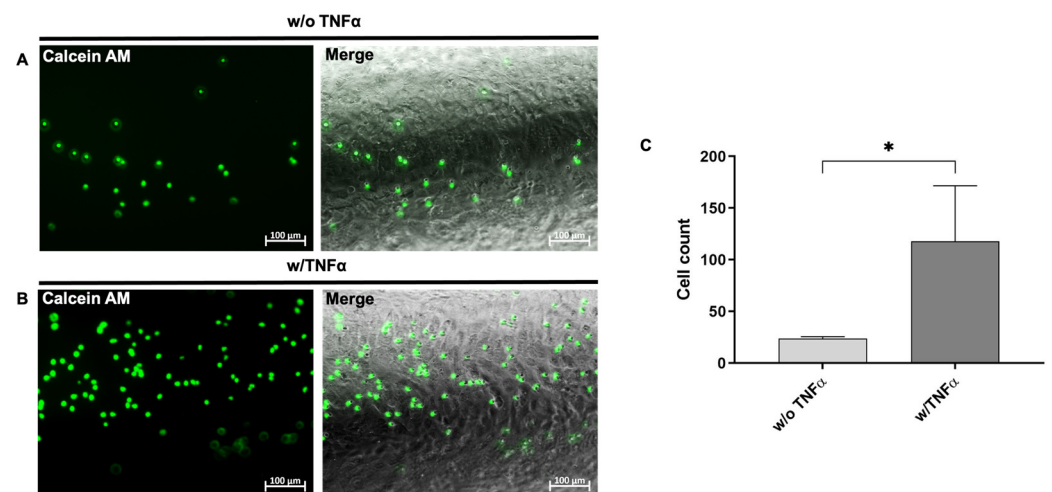 w/o TNFα
A
Calcein AM
Merge
100 µm
100 µm
w/TNFα
B
Calcein AM
Merge
100 µm
100 µm
C
*
200
150
100
50
0
Cell count
w/o TNFα
w/TNFα